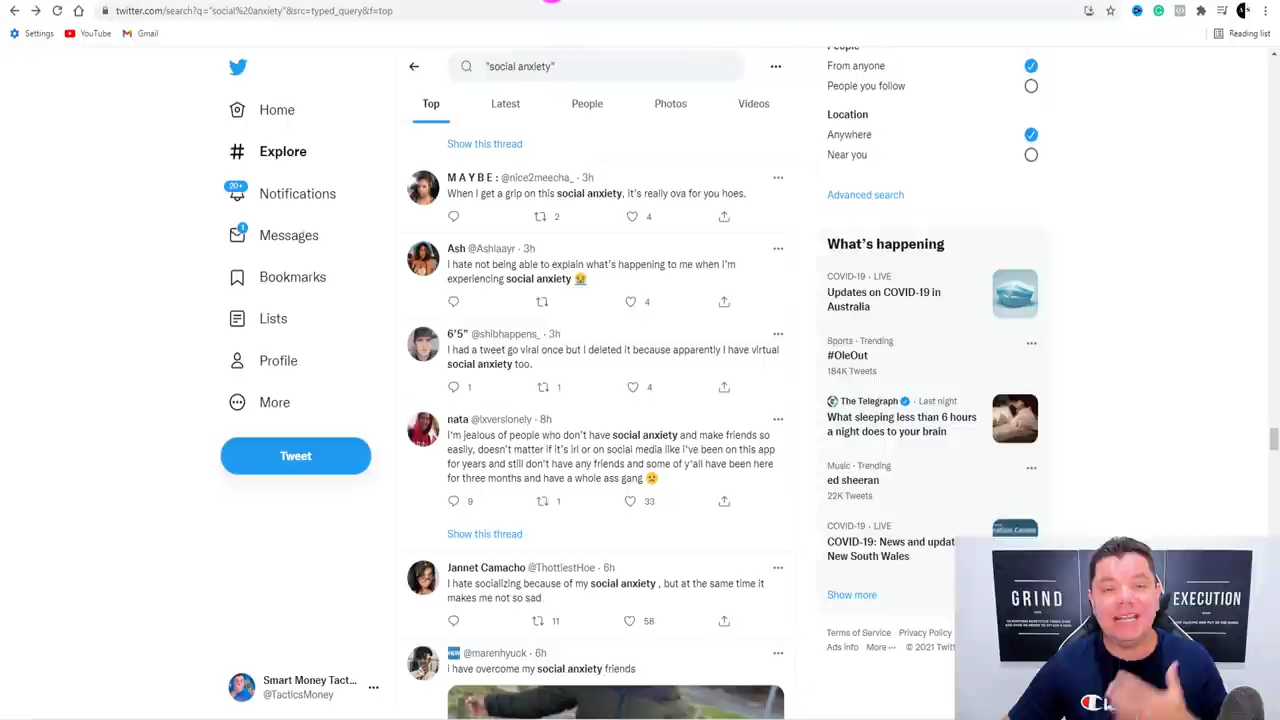 twitter.com/search?q="social%20anxiety"&src=typed_query&f=top
Settings
YouTube
Gmail
Reading list
Home
Explore
20+
Notifications
1
Messages
Bookmarks
Lists
Profile
More
Tweet
Smart Money Tact...
@TacticsMoney
"social anxiety"
Top
Latest
People
Photos
Videos
Show this thread
M A Y B E : @nice2meecha_ · 3h
When I get a grip on this social anxiety, it's really ova for you hoes.
2
4
Ash @Ashlaayr · 3h
I hate not being able to explain what's happening to me when I'm
experiencing social anxiety
4
6'5” @shibhappens_ · 3h
I had a tweet go viral once but I deleted it because apparently I have virtual
social anxiety too.
1
1
4
nata @lxverslonely · 8h
I'm jealous of people who don't have social anxiety and make friends so
easily, doesn't matter if it's irl or on social media like I've been on this app
for years and still don't have any friends and some of y'all have been here
for three months and have a whole ass gang
9
1
33
Show this thread
Jannet Camacho @ThottiestHoe · 6h
I hate socializing because of my social anxiety , but at the same time it
makes me not so sad
11
58
@marenhyuck · 6h
I have overcome my social anxiety friends
People
From anyone
People you follow
Location
Anywhere
Near you
Advanced search
What's happening
COVID-19 · LIVE
Updates on COVID-19 in
Australia
Sports · Trending
#OleOut
184K Tweets
The Telegraph · Last night
What sleeping less than 6 hours
a night does to your brain
Music · Trending
ed sheeran
22K Tweets
COVID-19 · LIVE
COVID-19: News and updat
New South Wales
Show more
Terms of Service Privacy Policy
Ads info More ··· © 2021 Twitt
GRIND
EXECUTION